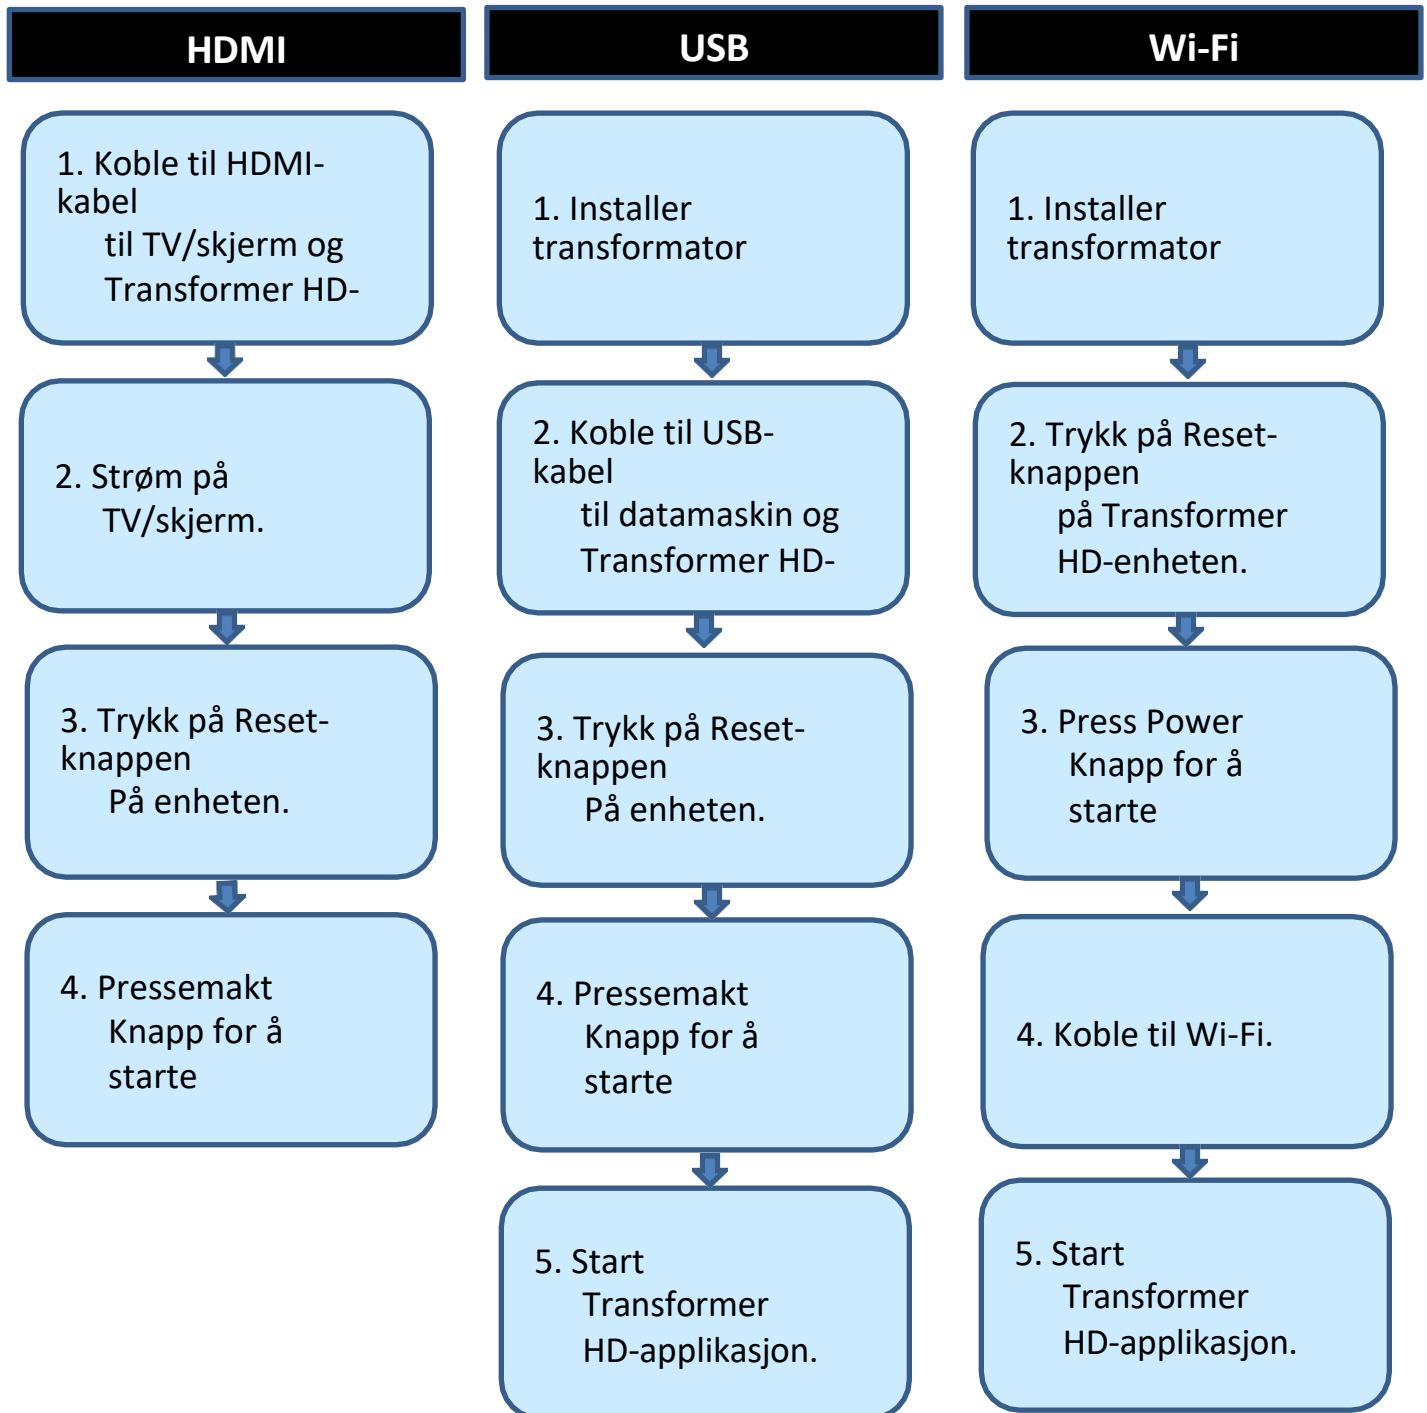 HDMI
1. Koble til HDMI-
kabel
til TV/skjerm og
Transformer HD-
2. Strøm på
TV/skjerm.
3. Trykk på Reset-
knappen
På enheten.
4. Pressemakt
Knapp for å
starte
USB
1. Installer
transformator
2. Koble til USB-
kabel
til datamaskin og
Transformer HD-
3. Trykk på Reset-
knappen
På enheten.
4. Pressemakt
Knapp for å
starte
5. Start
Transformer
HD-applikasjon.
Wi-Fi
1. Installer
transformator
2. Trykk på Reset-
knappen
på Transformer
HD-enheten.
3. Press Power
Knapp for å
starte
4. Koble til Wi-Fi.
5. Start
Transformer
HD-applikasjon.